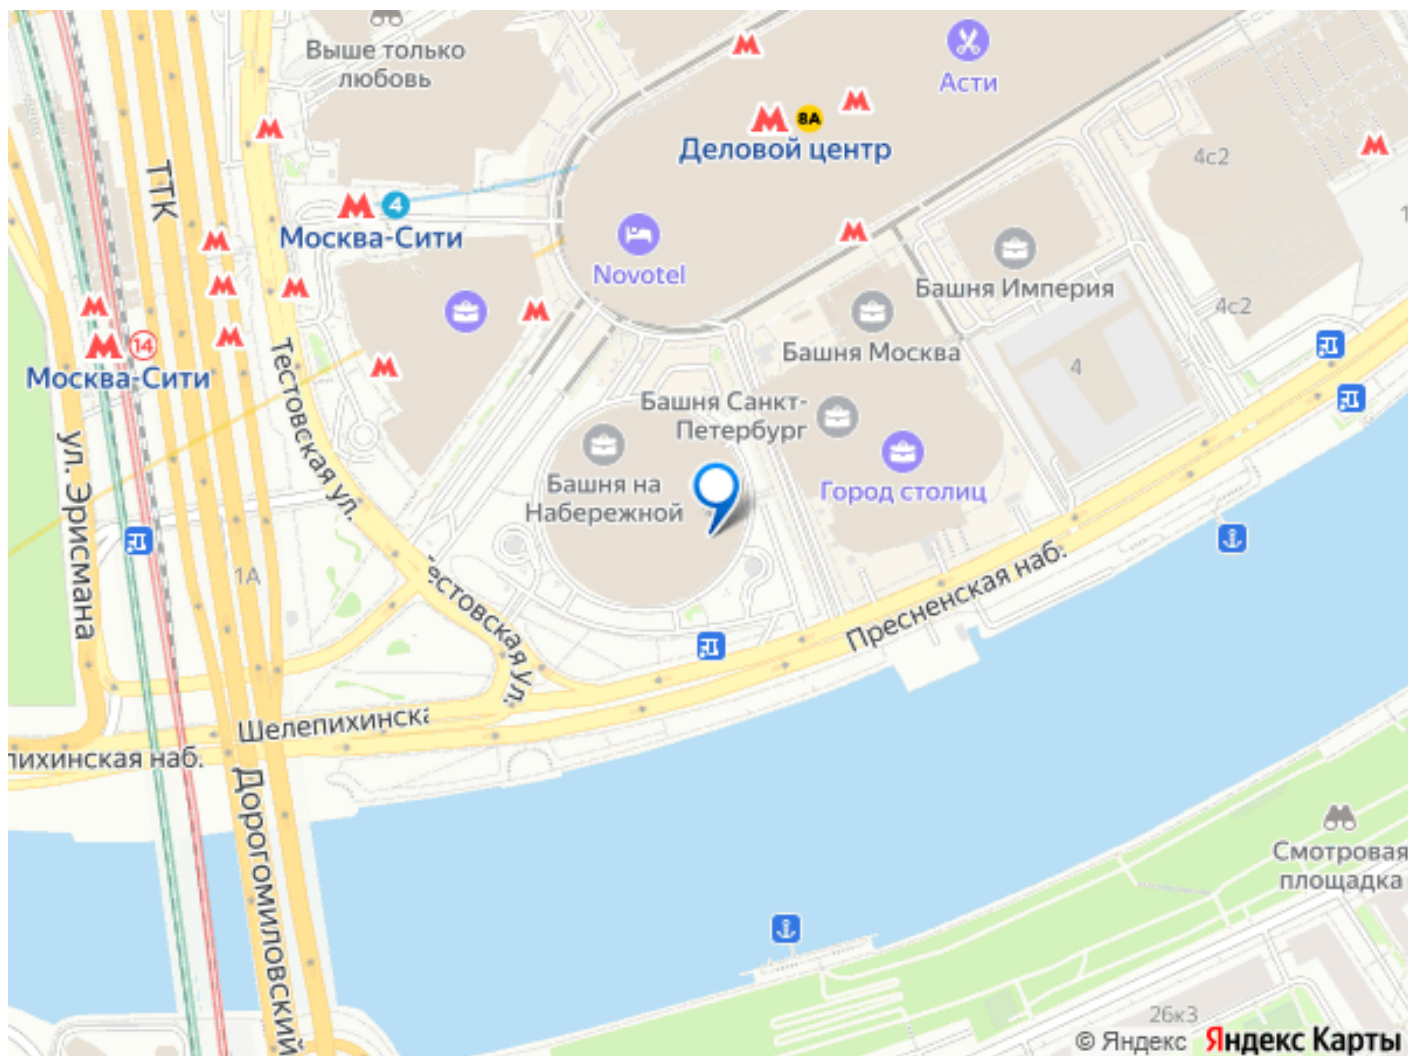 Выше только
любовь
Асти
8А
Деловой центр
4с2
ТТК
4
Москва-Сити
Novotel
Башня Империя
4с2
14
Москва-Сити
Башня Москва
4
Тестовская ул.
Башня Санкт-
Петербург
ул. Эрисмана
Башня на
Набережной
Город столиц
1А
естовская ул.
Пресненская наб.
Шелепихинска
пихинская наб.
Дорогомиловский
Смотровая
площадка
26к3
© Яндекс Яндекс Карты